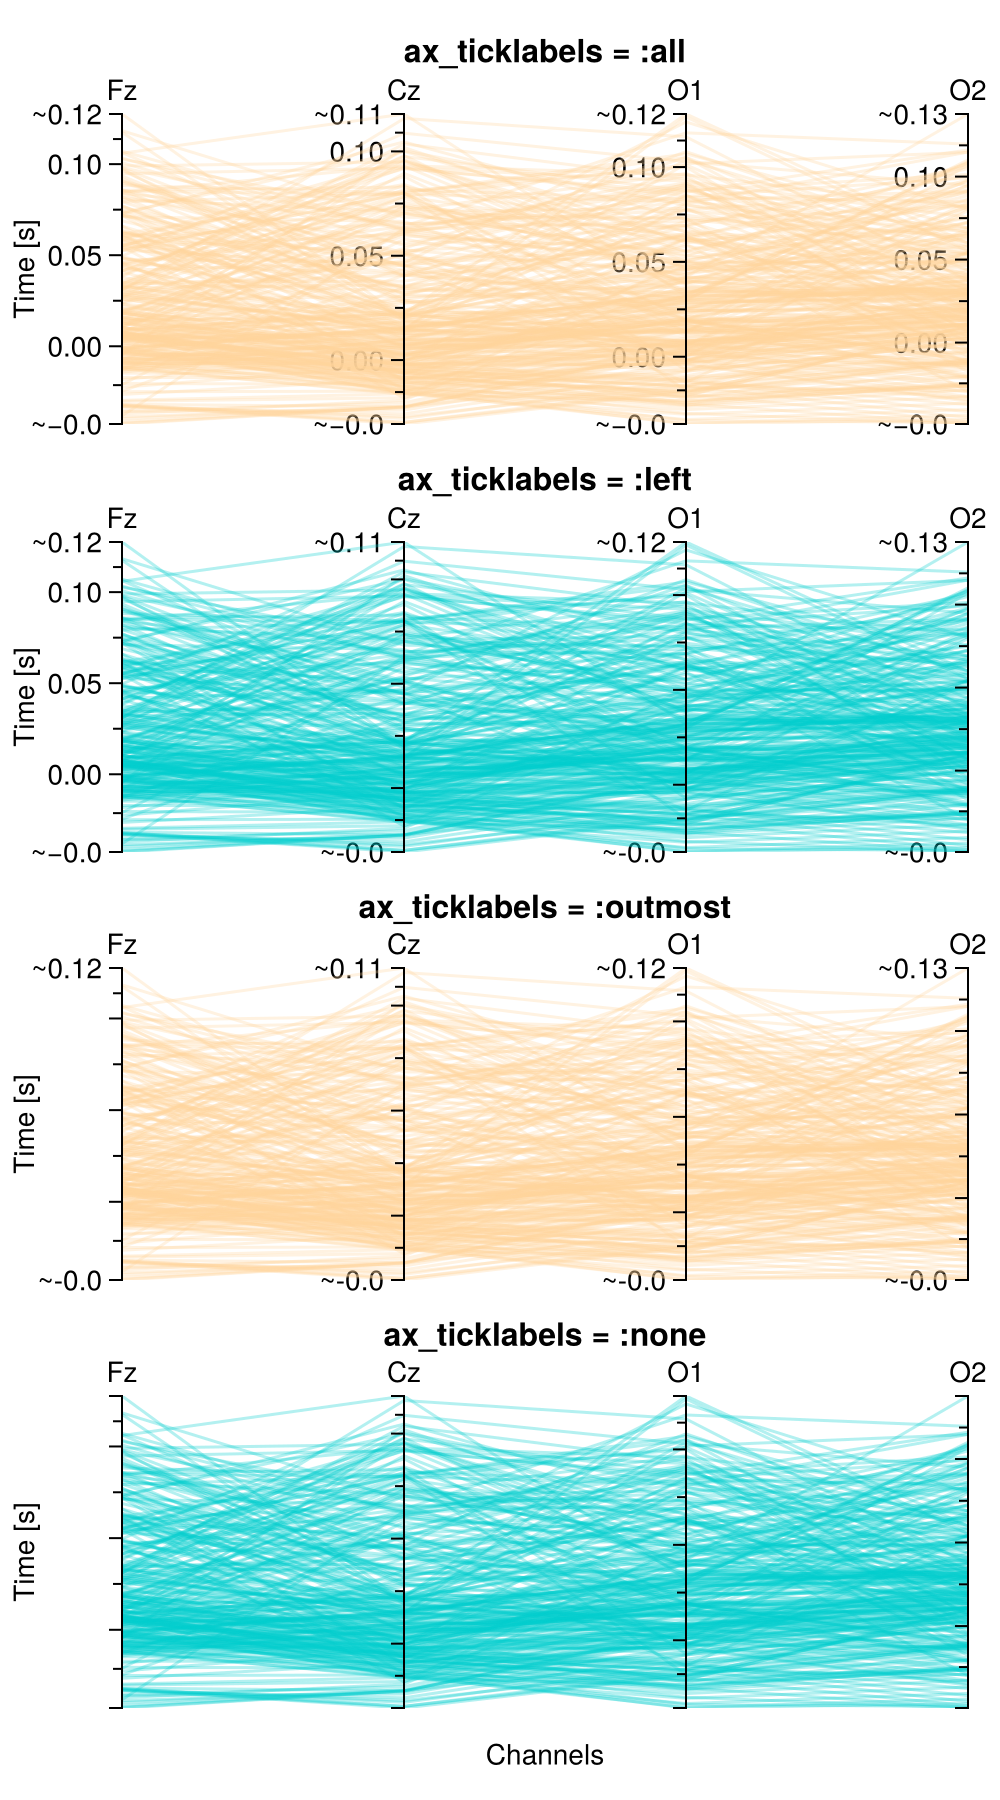 ax_ticklabels = :all
Fz Cz O1 O2
~0.12 ~0.11 ~0.12 ~0.13
0.10 0.10 0.10 0.10
0.05 0.05 0.05 0.05
0.00 0.00 0.00 0.00
~−0.0 ~−0.0 ~−0.0 ~−0.0
Time [s]
ax_ticklabels = :left
Fz Cz O1 O2
~0.12 ~0.11 ~0.12 ~0.13
0.10
0.05
0.00
~−0.0 ~-0.0 ~-0.0 ~-0.0
Time [s]
ax_ticklabels = :outmost
Fz Cz O1 O2
~0.12 ~0.11 ~0.12 ~0.13
~-0.0 ~-0.0 ~-0.0 ~-0.0
Time [s]
ax_ticklabels = :none
Fz Cz O1 O2
Time [s]
Channels